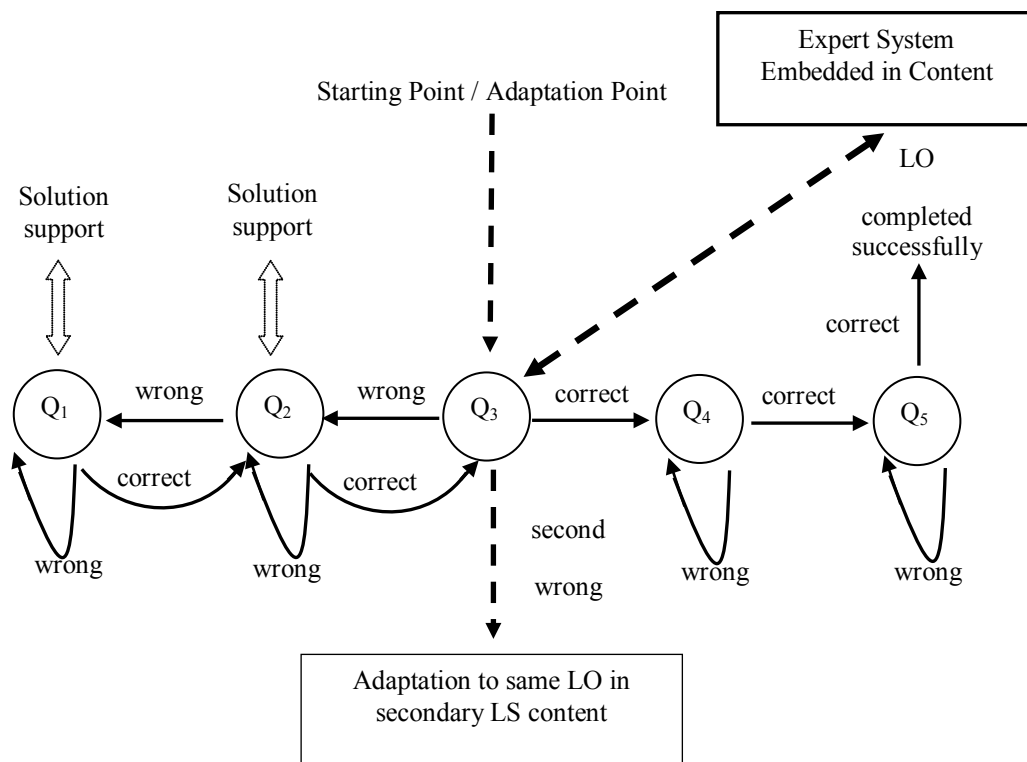 Expert System
Embedded in Content
Starting Point / Adaptation Point
LO
Solution
support
Solution
support
completed
successfully
correct
Q1
wrong
Q2
wrong
Q3
correct
Q4
correct
Q5
correct
correct
wrong
wrong
second
wrong
wrong
wrong
Adaptation to same LO in
secondary LS content